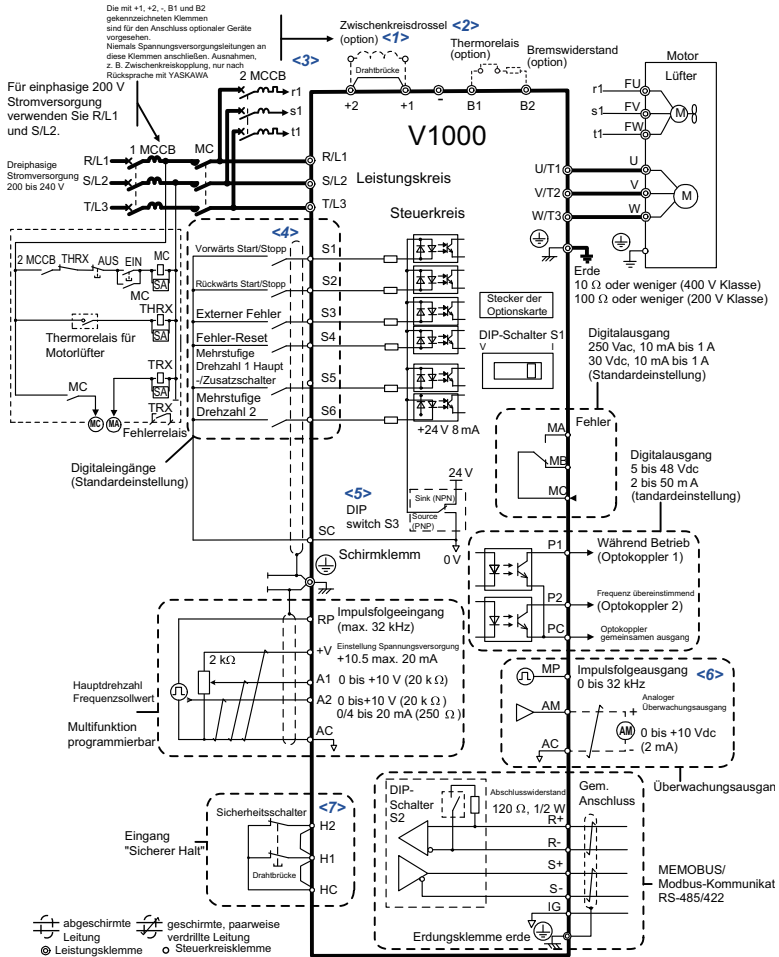 Die mit +1, +2, -, B1 und B2
gekennzeichneten Klemmen
sind für den Anschluss optionaler Geräte
vorgesehen.
Niemals Spannungsversorgungsleitungen an
diese Klemmen anschließen. Ausnahmen,
z. B. Zwischenkreiskopplung, nur nach
Rücksprache mit YASKAWA
Für einphasige 200 V
Stromversorgung
verwenden Sie R/L1
und S/L2.
<3>
2 MCCB
r1
s1
t1
Zwischenkreisdrossel
(option) <1>
Drahtbrücke
<2>
Thermorelais
(option)
Bremswiderstand
(option)
+2
+1
-
B1
B2
V1000
Motor
Lüfter
r1
FU
s1
FV
t1
FW
M
U
V
W
M
1 MCCB
MC
Dreiphasige
Stromversorgung
200 bis 240 V
R/L1
S/L2
T/L3
R/L1
S/L2
T/L3
Leistungskreis
Steuerkreis
U/T1
V/T2
W/T3
Erde
10 Ω oder weniger (400 V Klasse)
100 Ω oder weniger (200 V Klasse)
2 MCCB
THRX
AUS
EIN
MC
SA
MC
THRX
SA
Thermorelais für
Motorlüfter
TRX
SA
MC
TRX
MC
MA
Fehlerrelais
<4>
Vorwärts Start/Stopp
S1
Rückwärts Start/Stopp
S2
Externer Fehler
S3
Fehler-Reset
S4
Mehrstufige
Drehzahl 1 Haupt
-/Zusatzschalter
S5
Mehrstufige
Drehzahl 2
S6
Digitaleingänge
(Standardeinstellung)
+24 V 8 mA
Stecker der
Optionskarte
DIP-Schalter S1
V
I
Digitalausgang
250 Vac, 10 mA bis 1 A
30 Vdc, 10 mA bis 1 A
(Standardeinstellung)
Fehler
MA
MB
MC
<5>
DIP
switch S3
24 V
Sink (NPN)
Source
(PNP)
0 V
SC
Schirmklemm
Digitalausgang
5 bis 48 Vdc
2 bis 50 m A
(tandardeinstellung)
P1
Während Betrieb
(Optokoppler 1)
P2
Frequenz übereinstimmend
(Optokoppler 2)
PC
Optokoppler
gemeinsamen ausgang
RP
Impulsfolgeeingang
(max. 32 kHz)
+V
Einstellung Spannungsversorgung
+10.5 max. 20 mA
2 kΩ
A1
0 bis +10 V (20 k Ω)
A2
0 bis+10 V (20 k Ω)
0/4 bis 20 mA (250 Ω)
AC
Hauptdrehzahl
Frequenzsollwert
Multifunktion
programmierbar
MP
Impulsfolgeausgang
0 bis 32 kHz
<6>
AM
Analoger
Überwachungsausgang
+
AM
0 bis +10 Vdc
(2 mA)
-
AC
Überwachungsausgan
Sicherheitsschalter
<7>
H2
H1
HC
Drahtbrücke
Eingang
"Sicherer Halt"
DIP-
Schalter
S2
Abschlusswiderstand
120 Ω, 1/2 W
Gem.
Anschluss
R+
R-
S+
S-
IG
Erdungsklemme erde
MEMOBUS/
Modbus-Kommunikat
RS-485/422
abgeschirmte
Leitung
geschirmte, paarweise
verdrillte Leitung
Leistungsklemme
Steuerkreisklemme